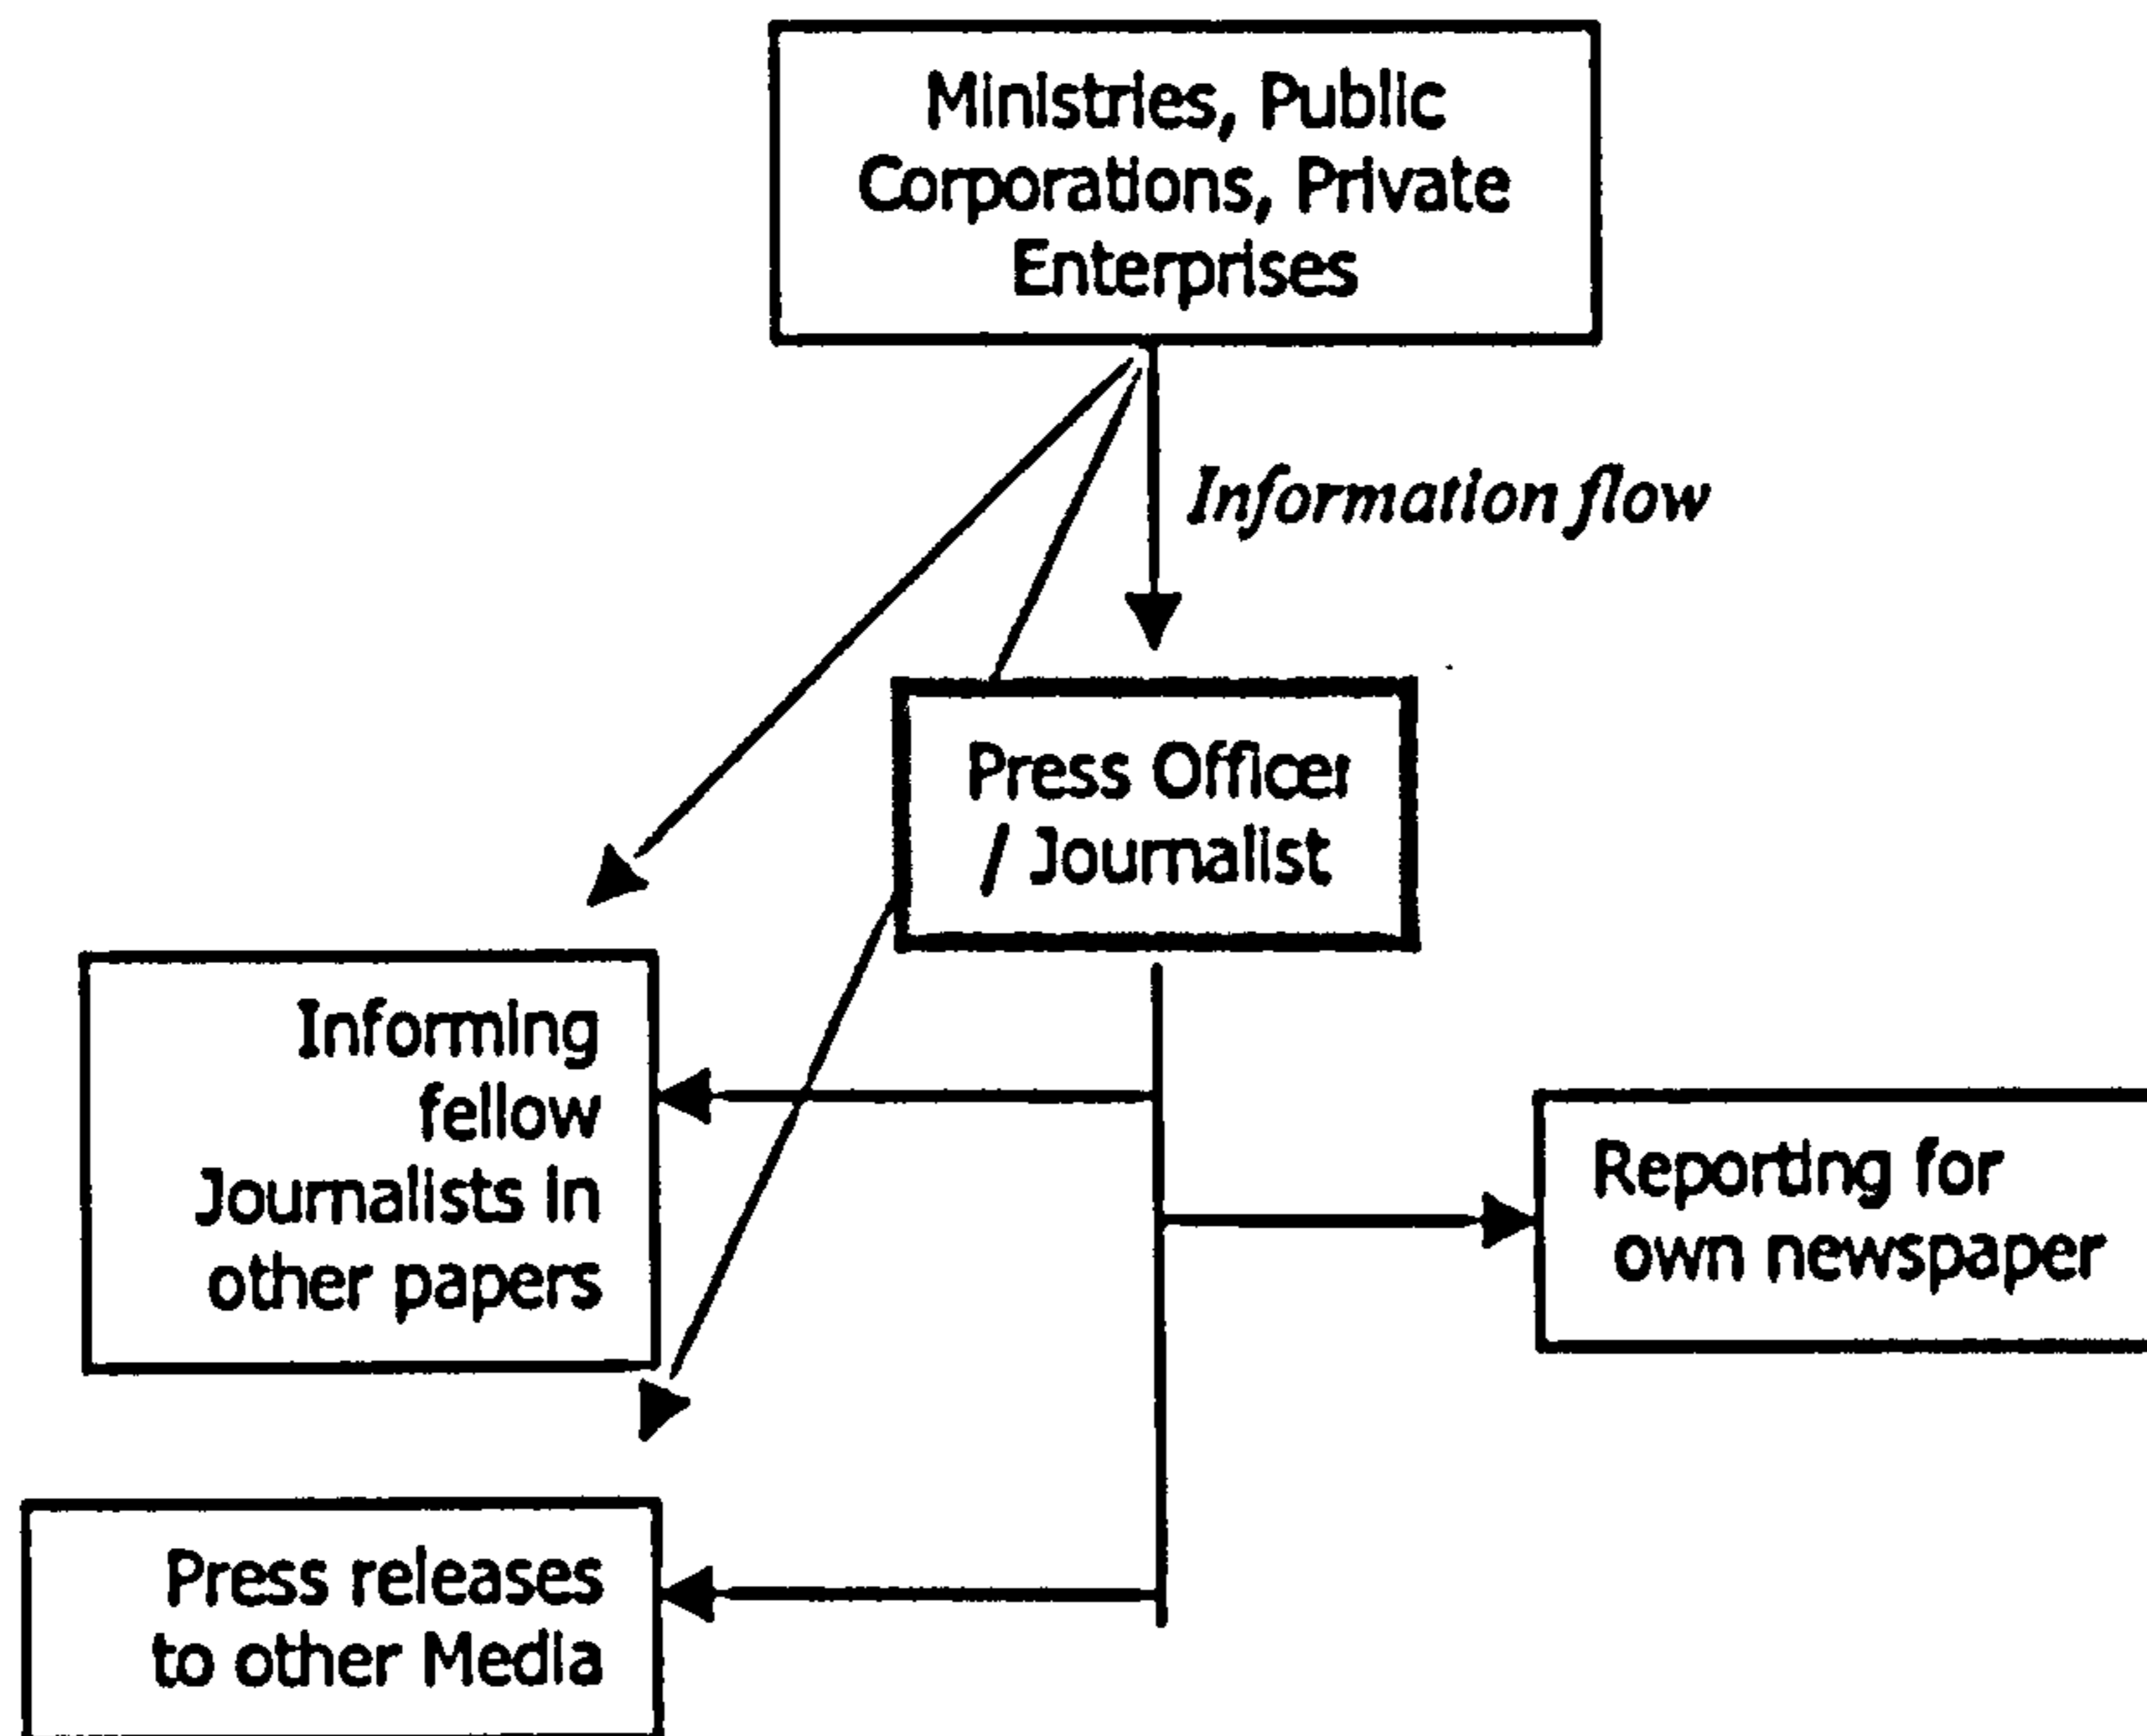 Ministries, Public
Corporations, Private
Enterprises
Information flow
Press Officer
/ Journalist
Informing
fellow
Journalists in
other papers
Reporting for
own newspaper
Press releases
to other Media